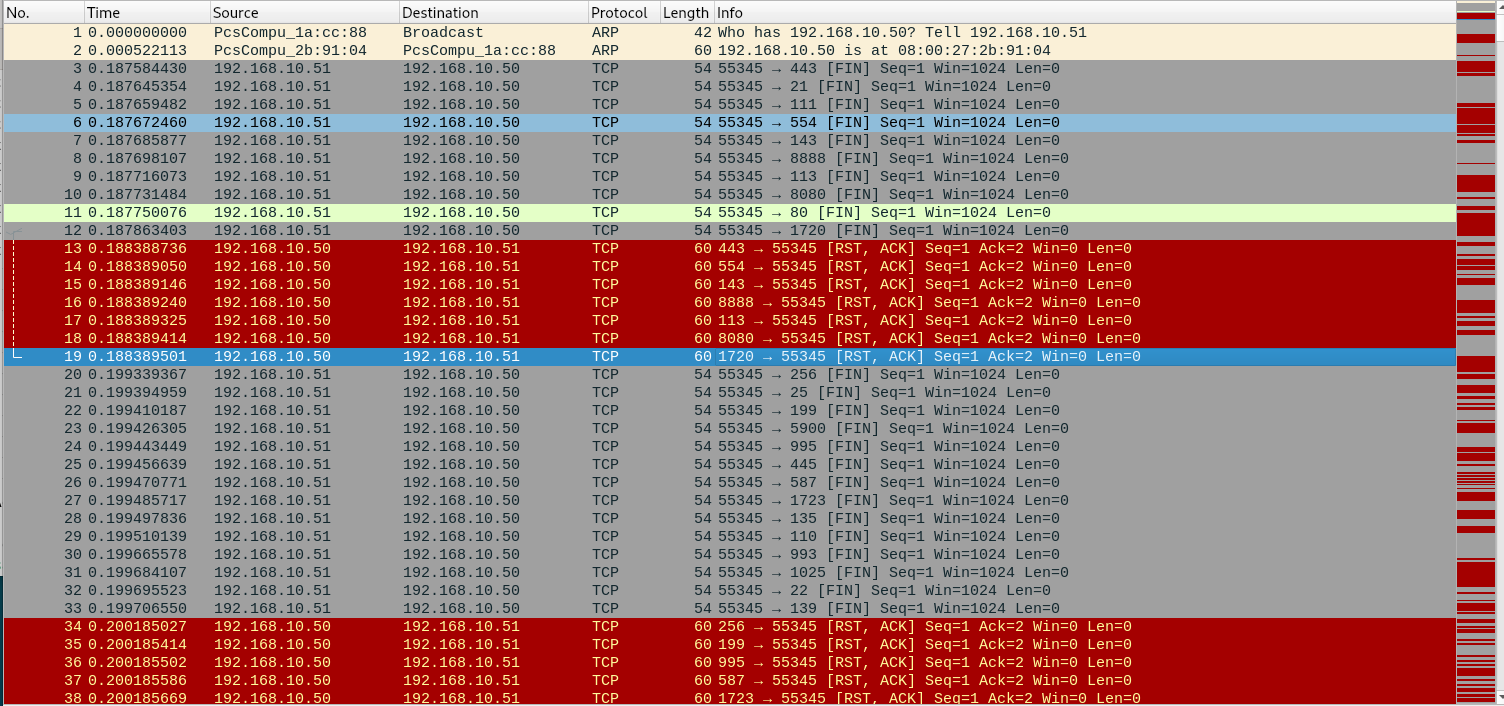 No. Time Source Destination Protocol Length Info
1 0.000000000 PcsCompu_1a:cc:88 Broadcast ARP 42 Who has 192.168.10.50? Tell 192.168.10.51
2 0.000522113 PcsCompu_2b:91:04 PcsCompu_1a:cc:88 ARP 60 192.168.10.50 is at 08:00:27:2b:91:04
3 0.187584430 192.168.10.51 192.168.10.50 TCP 54 55345 → 443 [FIN] Seq=1 Win=1024 Len=0
4 0.187645354 192.168.10.51 192.168.10.50 TCP 54 55345 → 21 [FIN] Seq=1 Win=1024 Len=0
5 0.187659482 192.168.10.51 192.168.10.50 TCP 54 55345 → 111 [FIN] Seq=1 Win=1024 Len=0
6 0.187672460 192.168.10.51 192.168.10.50 TCP 54 55345 → 554 [FIN] Seq=1 Win=1024 Len=0
7 0.187685877 192.168.10.51 192.168.10.50 TCP 54 55345 → 143 [FIN] Seq=1 Win=1024 Len=0
8 0.187698107 192.168.10.51 192.168.10.50 TCP 54 55345 → 8888 [FIN] Seq=1 Win=1024 Len=0
9 0.187716073 192.168.10.51 192.168.10.50 TCP 54 55345 → 113 [FIN] Seq=1 Win=1024 Len=0
10 0.187731484 192.168.10.51 192.168.10.50 TCP 54 55345 → 8080 [FIN] Seq=1 Win=1024 Len=0
11 0.187750076 192.168.10.51 192.168.10.50 TCP 54 55345 → 80 [FIN] Seq=1 Win=1024 Len=0
12 0.187863403 192.168.10.51 192.168.10.50 TCP 54 55345 → 1720 [FIN] Seq=1 Win=1024 Len=0
13 0.188388736 192.168.10.50 192.168.10.51 TCP 60 443 → 55345 [RST, ACK] Seq=1 Ack=2 Win=0 Len=0
14 0.188389050 192.168.10.50 192.168.10.51 TCP 60 554 → 55345 [RST, ACK] Seq=1 Ack=2 Win=0 Len=0
15 0.188389146 192.168.10.50 192.168.10.51 TCP 60 143 → 55345 [RST, ACK] Seq=1 Ack=2 Win=0 Len=0
16 0.188389240 192.168.10.50 192.168.10.51 TCP 60 8888 → 55345 [RST, ACK] Seq=1 Ack=2 Win=0 Len=0
17 0.188389325 192.168.10.50 192.168.10.51 TCP 60 113 → 55345 [RST, ACK] Seq=1 Ack=2 Win=0 Len=0
18 0.188389414 192.168.10.50 192.168.10.51 TCP 60 8080 → 55345 [RST, ACK] Seq=1 Ack=2 Win=0 Len=0
19 0.188389501 192.168.10.50 192.168.10.51 TCP 60 1720 → 55345 [RST, ACK] Seq=1 Ack=2 Win=0 Len=0
20 0.199339367 192.168.10.51 192.168.10.50 TCP 54 55345 → 256 [FIN] Seq=1 Win=1024 Len=0
21 0.199394959 192.168.10.51 192.168.10.50 TCP 54 55345 → 25 [FIN] Seq=1 Win=1024 Len=0
22 0.199410187 192.168.10.51 192.168.10.50 TCP 54 55345 → 199 [FIN] Seq=1 Win=1024 Len=0
23 0.199426305 192.168.10.51 192.168.10.50 TCP 54 55345 → 5900 [FIN] Seq=1 Win=1024 Len=0
24 0.199443449 192.168.10.51 192.168.10.50 TCP 54 55345 → 995 [FIN] Seq=1 Win=1024 Len=0
25 0.199456639 192.168.10.51 192.168.10.50 TCP 54 55345 → 445 [FIN] Seq=1 Win=1024 Len=0
26 0.199470771 192.168.10.51 192.168.10.50 TCP 54 55345 → 587 [FIN] Seq=1 Win=1024 Len=0
27 0.199485717 192.168.10.51 192.168.10.50 TCP 54 55345 → 1723 [FIN] Seq=1 Win=1024 Len=0
28 0.199497836 192.168.10.51 192.168.10.50 TCP 54 55345 → 135 [FIN] Seq=1 Win=1024 Len=0
29 0.199510139 192.168.10.51 192.168.10.50 TCP 54 55345 → 110 [FIN] Seq=1 Win=1024 Len=0
30 0.199665578 192.168.10.51 192.168.10.50 TCP 54 55345 → 993 [FIN] Seq=1 Win=1024 Len=0
31 0.199684107 192.168.10.51 192.168.10.50 TCP 54 55345 → 1025 [FIN] Seq=1 Win=1024 Len=0
32 0.199695523 192.168.10.51 192.168.10.50 TCP 54 55345 → 22 [FIN] Seq=1 Win=1024 Len=0
33 0.199706550 192.168.10.51 192.168.10.50 TCP 54 55345 → 139 [FIN] Seq=1 Win=1024 Len=0
34 0.200185027 192.168.10.50 192.168.10.51 TCP 60 256 → 55345 [RST, ACK] Seq=1 Ack=2 Win=0 Len=0
35 0.200185414 192.168.10.50 192.168.10.51 TCP 60 199 → 55345 [RST, ACK] Seq=1 Ack=2 Win=0 Len=0
36 0.200185502 192.168.10.50 192.168.10.51 TCP 60 995 → 55345 [RST, ACK] Seq=1 Ack=2 Win=0 Len=0
37 0.200185586 192.168.10.50 192.168.10.51 TCP 60 587 → 55345 [RST, ACK] Seq=1 Ack=2 Win=0 Len=0
38 0.200185669 192.168.10.50 192.168.10.51 TCP 60 1723 → 55345 [RST, ACK] Seq=1 Ack=2 Win=0 Len=0